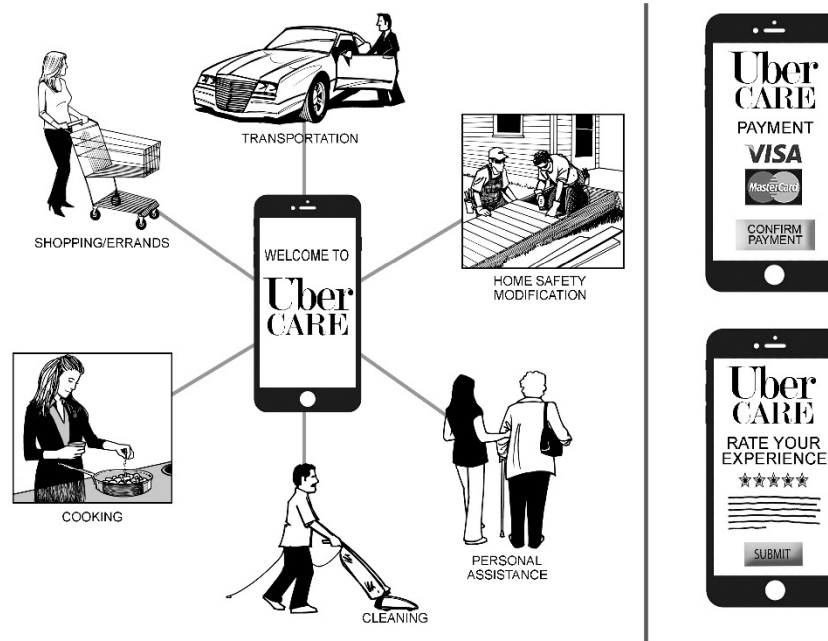 TRANSPORTATION
SHOPPING/ERRANDS
WELCOME TO
Uber
CARE
HOME SAFETY
MODIFICATION
COOKING
CLEANING
PERSONAL
ASSISTANCE
Uber
CARE
PAYMENT
VISA
MasterCard
CONFIRM
PAYMENT
Uber
CARE
RATE YOUR
EXPERIENCE
SUBMIT